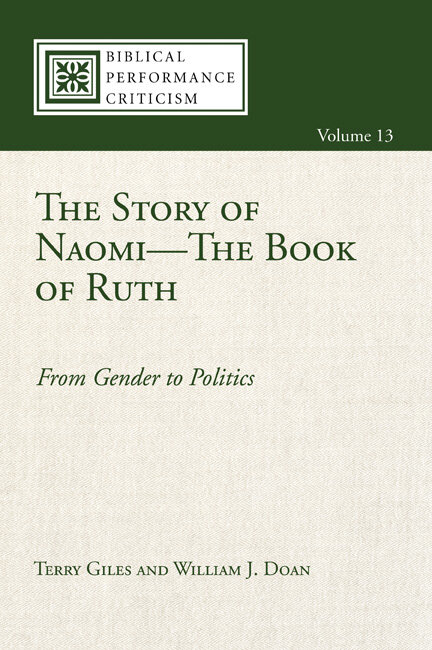 BIBLICAL
PERFORMANCE
CRITICISM
Volume 13
The Story of
Naomi—The Book
of Ruth
From Gender to Politics
Terry Giles and William J. Doan